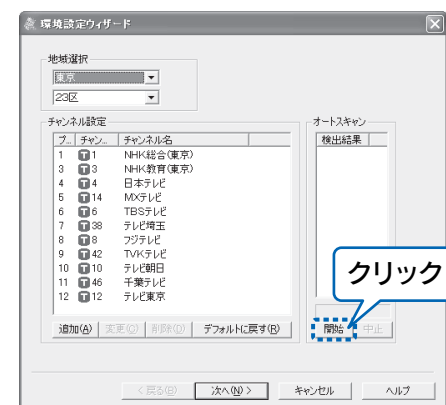 環境設定ウィザード
地域選択
東京
23区
チャンネル設定
プ... チャン... チャンネル名
1 T 1 NHK総合(東京)
3 T 3 NHK教育(東京)
4 T 4 日本テレビ
5 T 14 MXテレビ
6 T 6 TBSテレビ
7 T 38 テレビ埼玉
8 T 8 フジテレビ
9 T 42 TVKテレビ
10 T 10 テレビ朝日
11 T 46 千葉テレビ
12 T 12 テレビ東京
追加(A) 変更(C) 削除(D) デフォルトに戻す(R)
オートスキャン
検出結果
クリック
開始 中止
< 戻る(B) 次へ(N) > キャンセル ヘルプ